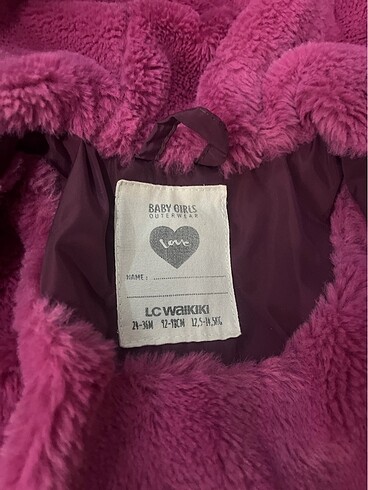 BABY GIRLS
OUTERWEAR
Love
NAME: ....................
LC WAIKIKI
24-36M 92-98CM 12,5-14,5KG